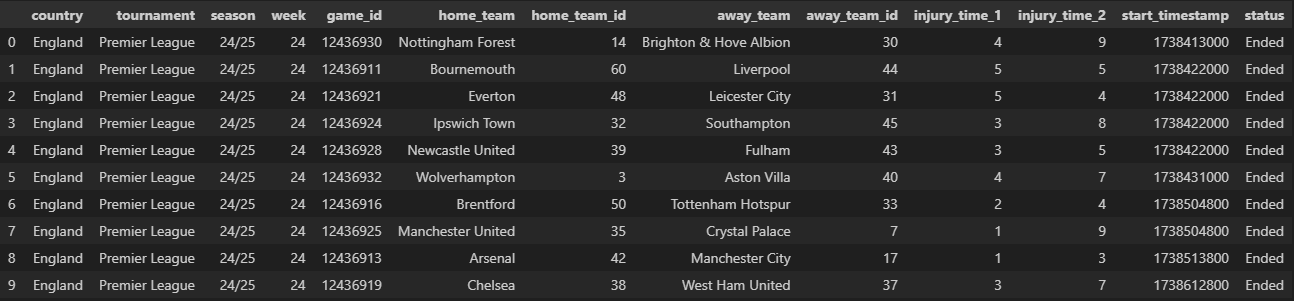 country tournament season week game_id home_team home_team_id away_team away_team_id injury_time_1 injury_time_2 start_timestamp status
0 England Premier League 24/25 24 12436930 Nottingham Forest 14 Brighton & Hove Albion 30 4 9 1738413000 Ended
1 England Premier League 24/25 24 12436911 Bournemouth 60 Liverpool 44 5 5 1738422000 Ended
2 England Premier League 24/25 24 12436921 Everton 48 Leicester City 31 5 4 1738422000 Ended
3 England Premier League 24/25 24 12436924 Ipswich Town 32 Southampton 45 3 8 1738422000 Ended
4 England Premier League 24/25 24 12436928 Newcastle United 39 Fulham 43 3 5 1738422000 Ended
5 England Premier League 24/25 24 12436932 Wolverhampton 3 Aston Villa 40 4 7 1738431000 Ended
6 England Premier League 24/25 24 12436916 Brentford 50 Tottenham Hotspur 33 2 4 1738504800 Ended
7 England Premier League 24/25 24 12436925 Manchester United 35 Crystal Palace 7 1 9 1738504800 Ended
8 England Premier League 24/25 24 12436913 Arsenal 42 Manchester City 17 1 3 1738513800 Ended
9 England Premier League 24/25 24 12436919 Chelsea 38 West Ham United 37 3 7 1738612800 Ended